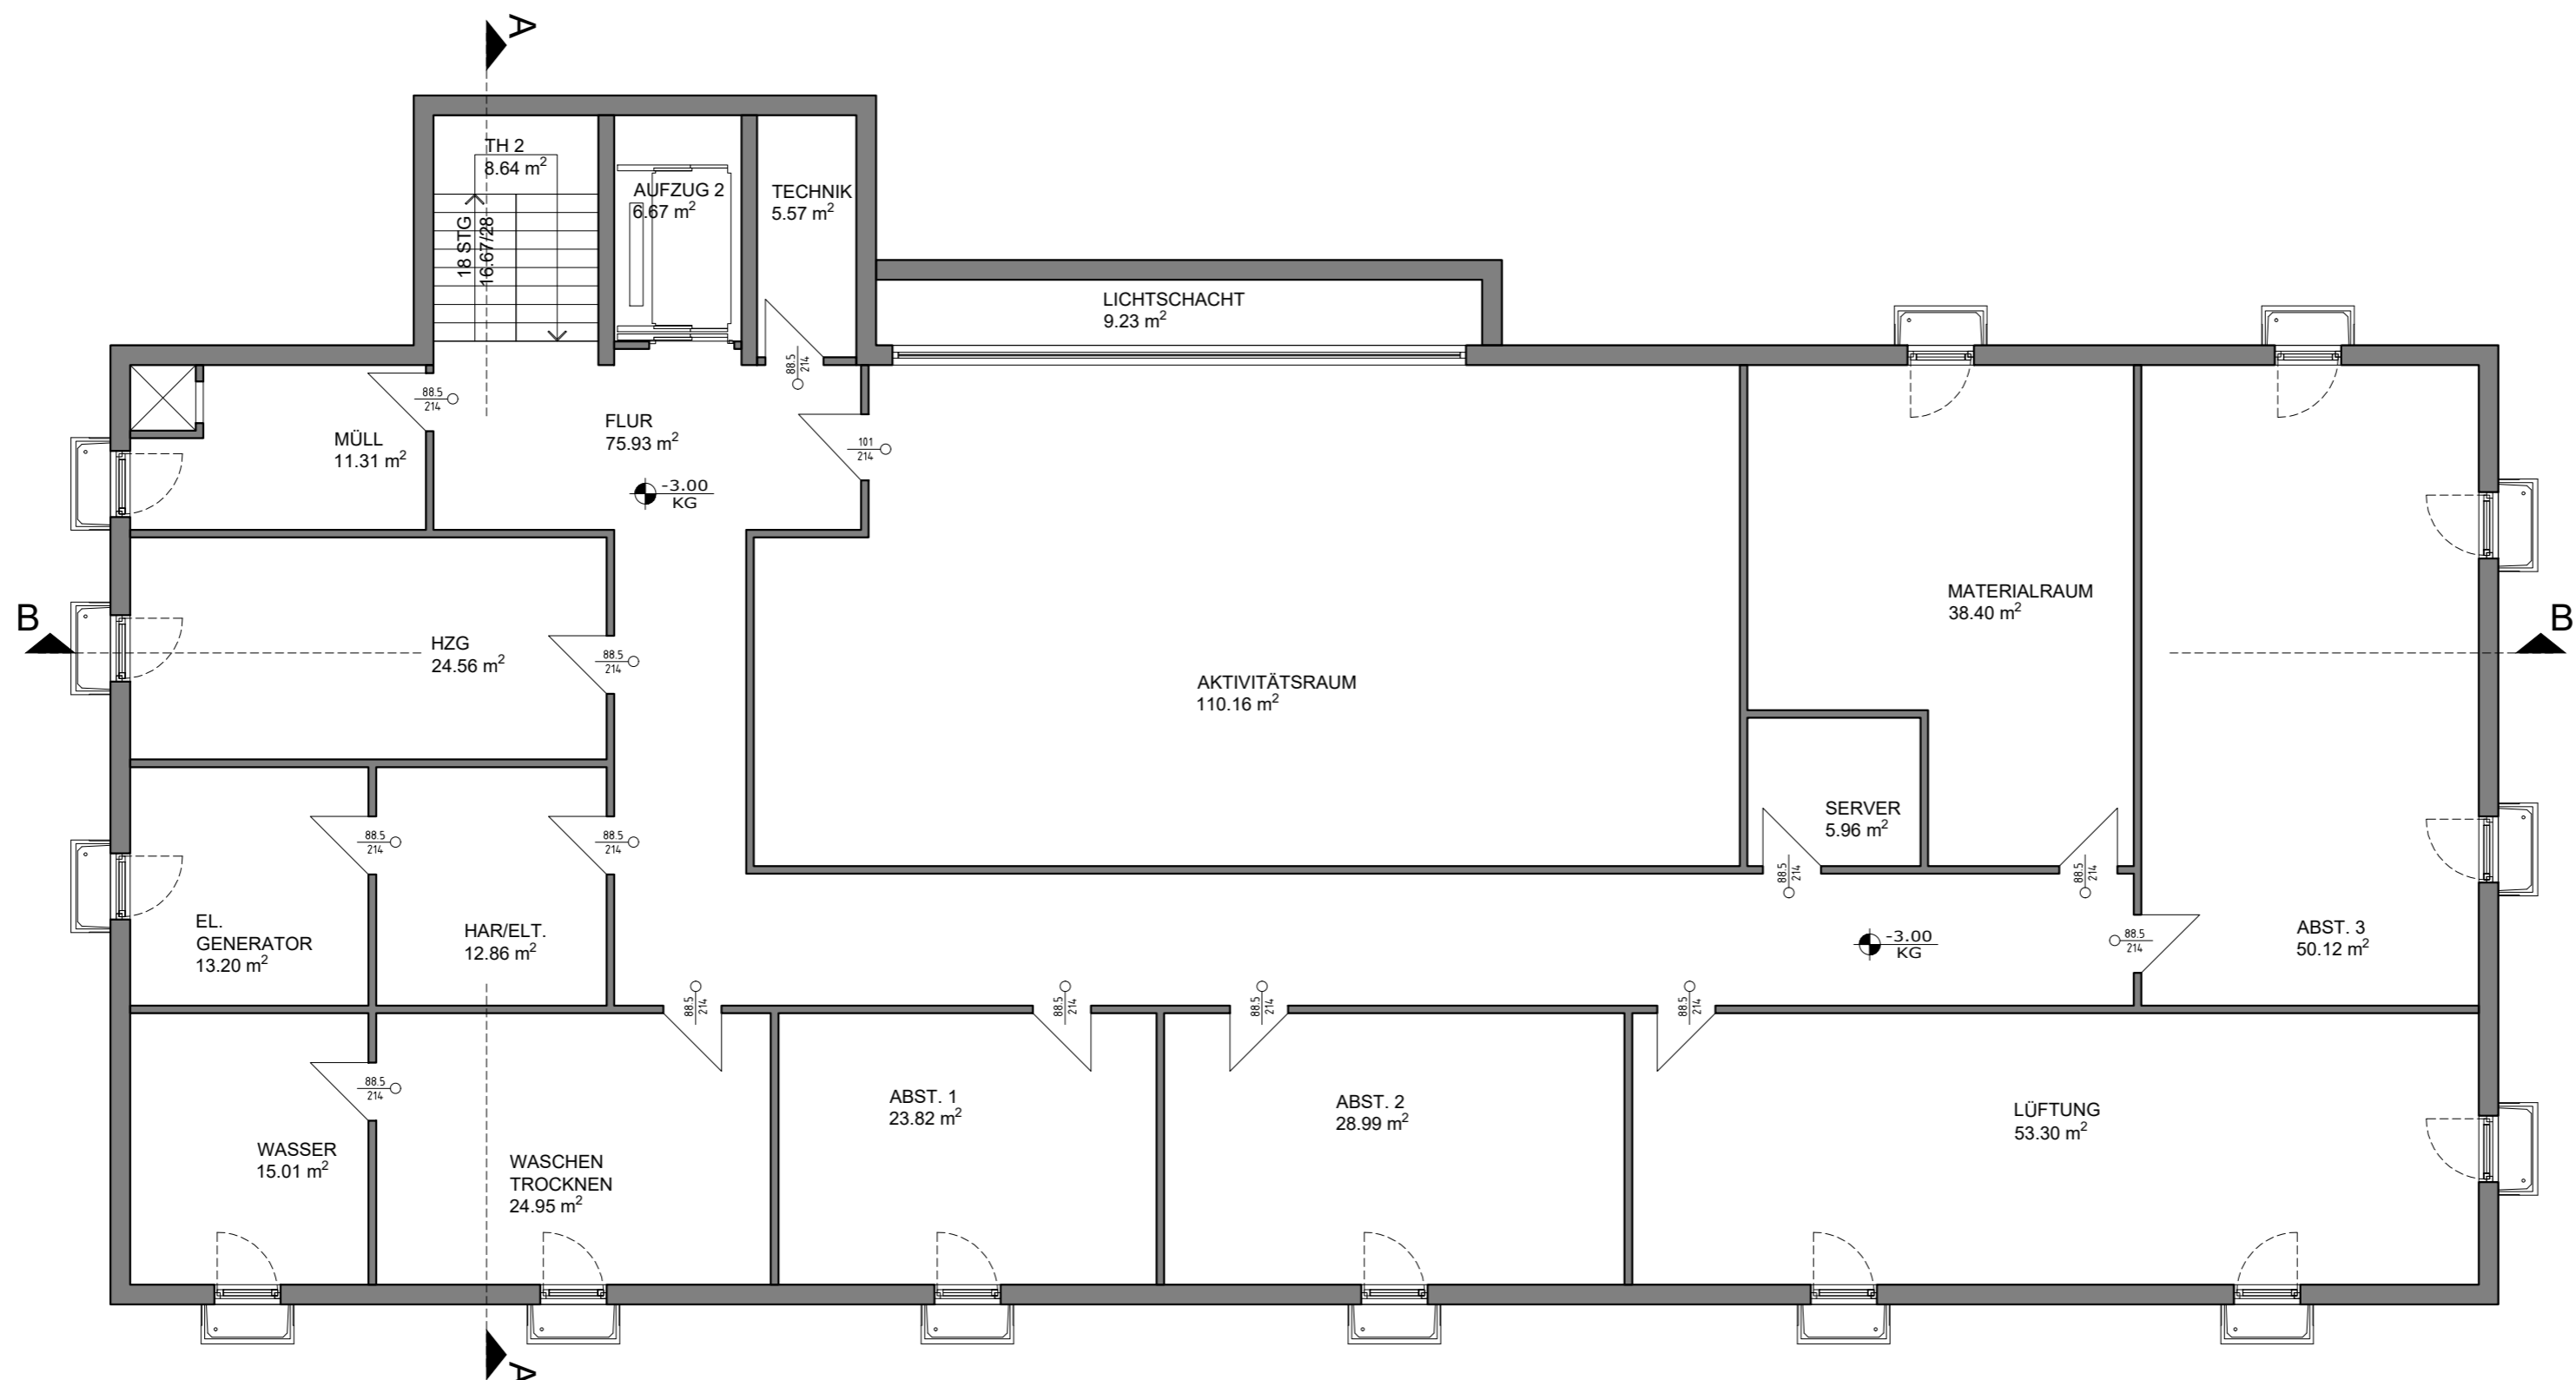 A
TH 2
8.64 m²
18 STG
16.67/28
AUFZUG 2
6.67 m²
TECHNIK
5.57 m²
LICHTSCHACHT
9.23 m²
88.5
214
88.5
214
FLUR
75.93 m²
101
214
MÜLL
11.31 m²
-3.00
KG
MATERIALRAUM
38.40 m²
B
B
HZG
24.56 m²
88.5
214
AKTIVITÄTSRAUM
110.16 m²
SERVER
5.96 m²
88.5
214
88.5
214
88.5
214
88.5
214
EL.
GENERATOR
13.20 m²
HAR/ELT.
12.86 m²
-3.00
KG
88.5
214
ABST. 3
50.12 m²
88.5
214
88.5
214
88.5
214
88.5
214
88.5
214
ABST. 1
23.82 m²
ABST. 2
28.99 m²
LÜFTUNG
53.30 m²
WASSER
15.01 m²
WASCHEN
TROCKNEN
24.95 m²
A